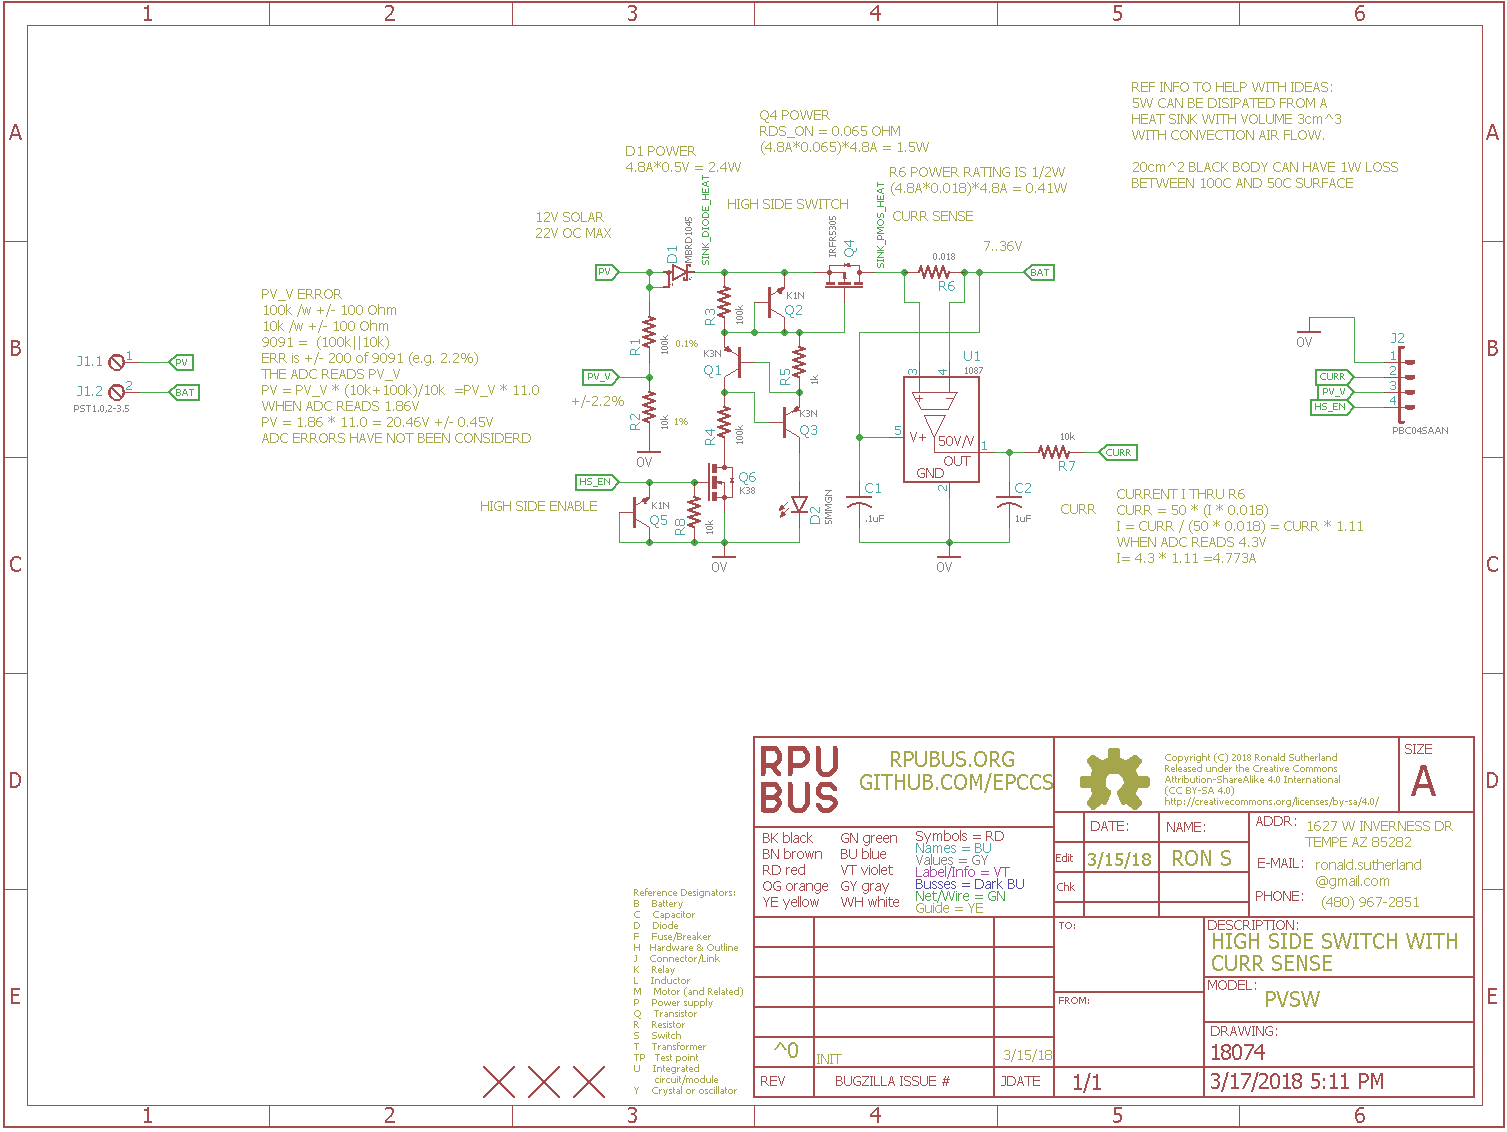 1 2 3 4 5 6
A
B
C
D
E
A
B
C
D
E
REF INFO TO HELP WITH IDEAS:
5W CAN BE DISIPATED FROM A
HEAT SINK WITH VOLUME 3cm^3
WITH CONVECTION AIR FLOW.
20cm^2 BLACK BODY CAN HAVE 1W LOSS
BETWEEN 100C AND 50C SURFACE
Q4 POWER
RDS_ON = 0.065 OHM
(4.8A*0.065)*4.8A = 1.5W
D1 POWER
4.8A*0.5V = 2.4W
R6 POWER RATING IS 1/2W
(4.8A*0.018)*4.8A = 0.41W
HIGH SIDE SWITCH
CURR SENSE
12V SOLAR
22V OC MAX
7..36V
D1
MBRD1045
SINK_DIODE_HEAT
IRFR5305
Q4
SINK_PMOS_HEAT
0.018
R6
PV
BAT
PV_V ERROR
100k /w +/- 100 Ohm
10k /w +/- 100 Ohm
9091 = (100k||10k)
ERR is +/- 200 of 9091 (e.g. 2.2%)
THE ADC READS PV_V
PV = PV_V * (10k+100k)/10k =PV_V * 11.0
WHEN ADC READS 1.86V
PV = 1.86 * 11.0 = 20.46V +/- 0.45V
ADC ERRORS HAVE NOT BEEN CONSIDERD
J1.1
1
PV
J1.2
2
BAT
PST1.0,2-3.5
R1
100k
0.1%
PV_V
+/-2.2%
R2
10k
1%
0V
R3
100k
K1N
Q2
K3N
Q1
R5
1k
R4
100k
K3N
Q3
HS_EN
HIGH SIDE ENABLE
K1N
Q5
R8
10k
Q6
K38
D2
5MMGN
0V
U1
1087
3
4
5
V+
50V/V
OUT
GND
1
2
C1
.1uF
C2
1uF
0V
10k
R7
CURR
CURR
CURRENT I THRU R6
CURR = 50 * (I * 0.018)
I = CURR / (50 * 0.018) = CURR * 1.11
WHEN ADC READS 4.3V
I= 4.3 * 1.11 =4.773A
0V
J2
1
CURR
2
PV_V
3
HS_EN
4
PBC04SAAN
RPU
BUS
RPUBUS.ORG
GITHUB.COM/EPCCS
Copyright (C) 2018 Ronald Sutherland
Released under the Creative Commons
Attribution-ShareAlike 4.0 International
(CC BY-SA 4.0)
http://creativecommons.org/licenses/by-sa/4.0/
SIZE
A
BK black GN green
BN brown BU blue
RD red VT violet
OG orange GY gray
YE yellow WH white
Symbols = RD
Names = BU
Values = GY
Label/Info = VT
Busses = Dark BU
Net/Wire = GN
Guide = YE
DATE: NAME:
Edit 3/15/18 RON S
Chk
ADDR: 1627 W INVERNESS DR
TEMPE AZ 85282
E-MAIL: ronald.sutherland
@gmail.com
PHONE: (480) 967-2851
TO:
FROM:
DESCRIPTION:
HIGH SIDE SWITCH WITH
CURR SENSE
MODEL:
PVSW
DRAWING:
18074
^0 INIT 3/15/18
REV BUGZILLA ISSUE # JDATE 1/1 3/17/2018 5:11 PM
Reference Designators:
B Battery
C Capacitor
D Diode
F Fuse/Breaker
H Hardware & Outline
J Connector/Link
K Relay
L Inductor
M Motor (and Related)
P Power supply
Q Transistor
R Resistor
S Switch
T Transformer
TP Test point
U Integrated
circuit/module
Y Crystal or oscillator
1 2 3 4 5 6